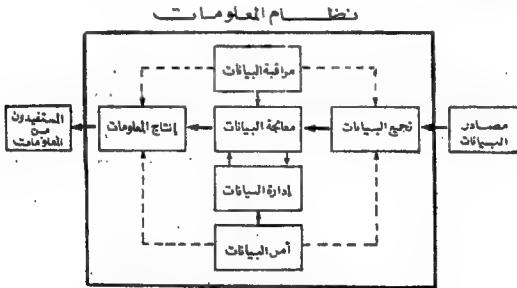 نظام المعلومات
مراقبة البيانات
مصادر
البيانات
تجميع البيانات
معالجة البيانات
إنتاج المعلومات
المستفيدون
من
المعلومات
إدارة البيانات
أمن البيانات